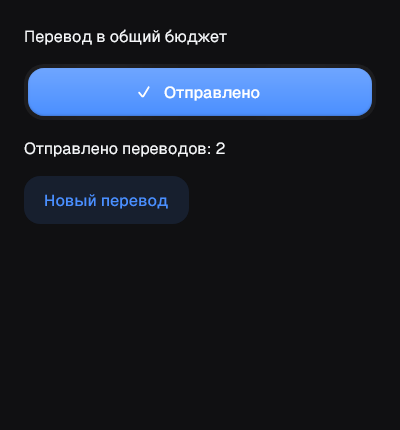 Перевод в общий бюджет
Отправлено
Отправлено переводов: 2
Новый перевод